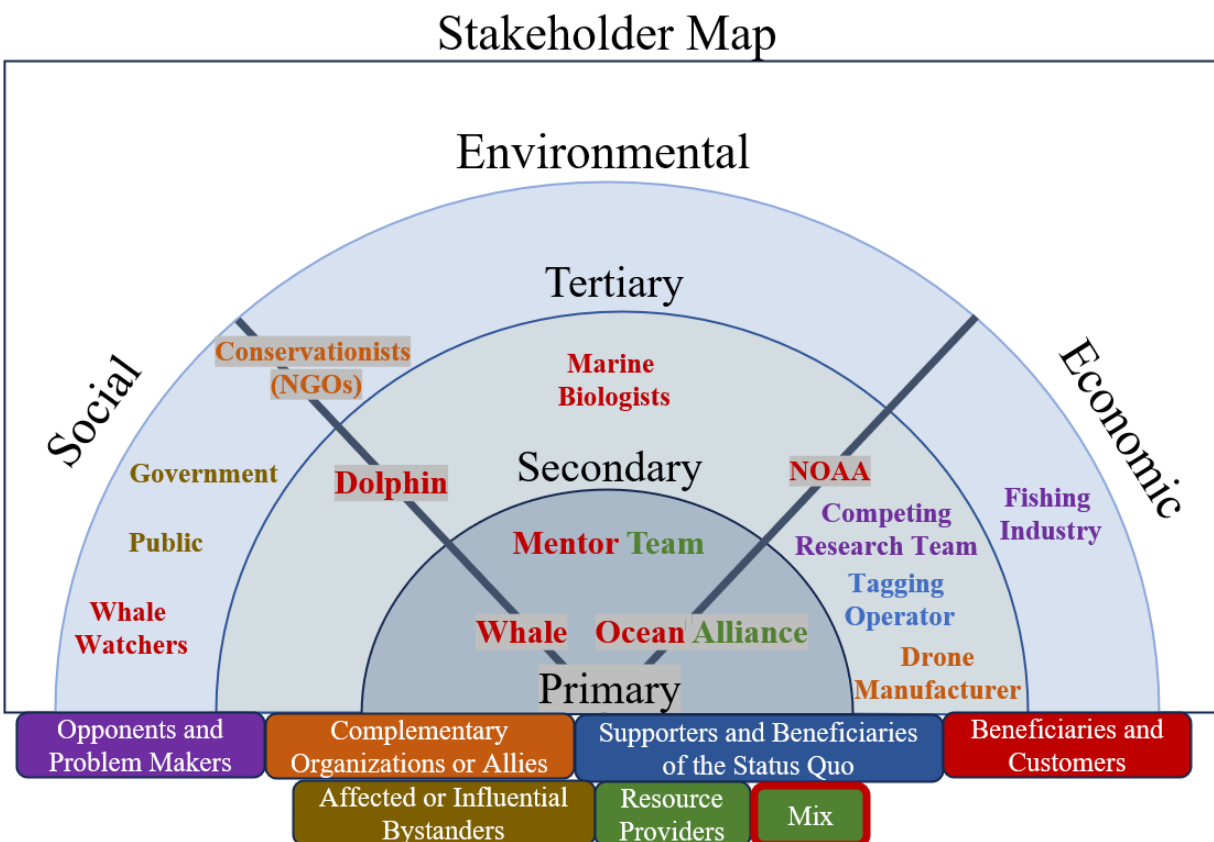 Stakeholder Map
Environmental
Social
Economic
Tertiary
Conservationists
(NGOs)
Marine
Biologists
Government
Dolphin
Secondary
NOAA
Fishing
Industry
Public
Mentor Team
Competing
Research Team
Tagging
Operator
Whale
Watchers
Whale
Ocean Alliance
Drone
Manufacturer
Primary
Opponents and
Problem Makers
Complementary
Organizations or Allies
Supporters and Beneficiaries
of the Status Quo
Beneficiaries and
Customers
Affected or Influential
Bystanders
Resource
Providers
Mix